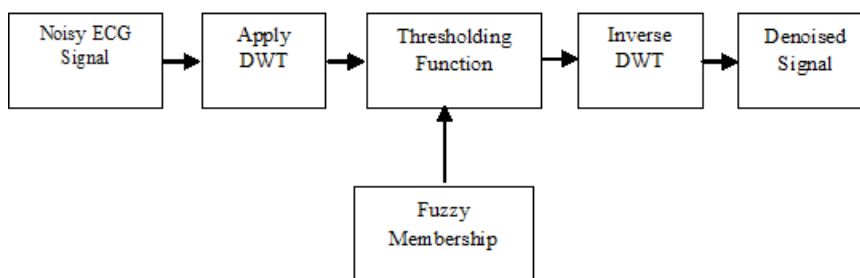 Noisy ECG
Signal
Apply
DWT
Thresholding
Function
Inverse
DWT
Denoised
Signal
Fuzzy
Membership